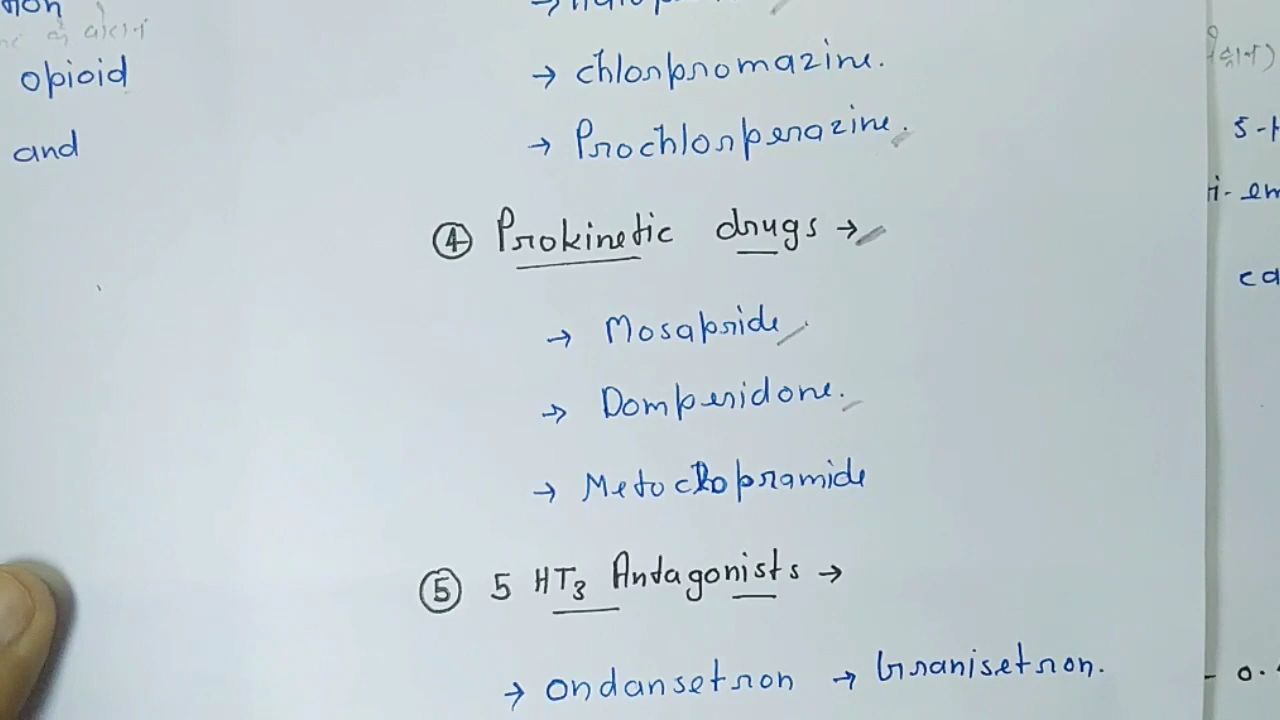 opioid
and
→ chlorpromazine.
→ Prochlorperazine.
④ Prokinetic drugs →
→ Mosapride
→ Domperidone.
→ Metoclopramide
⑤ 5 HT3 Antagonists →
→ ondansetron → Granisetron.